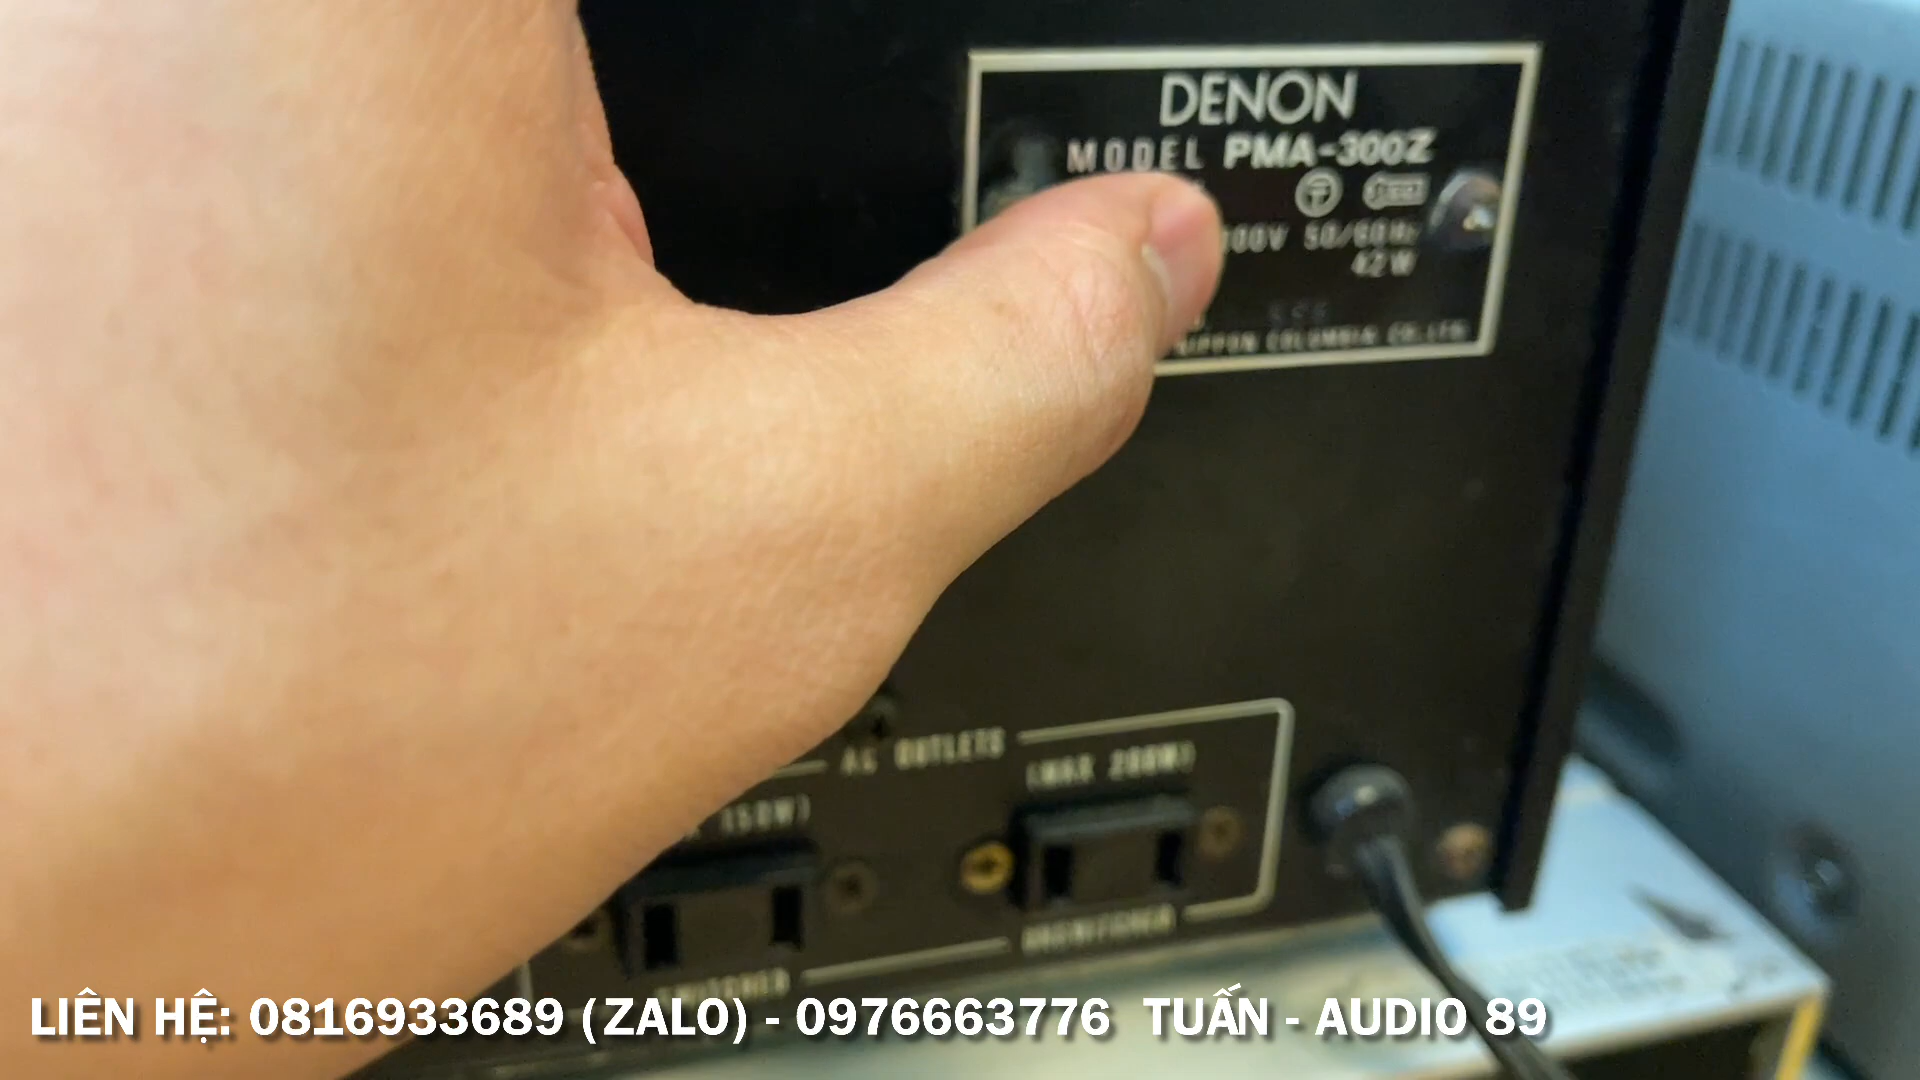 DENON
MODEL PMA-300Z
100V 50/60Hz
42W
NIPPON COLUMBIA CO.,LTD.
AC OUTLETS
(MAX 200W)
150W)
UNSWITCHED
SWITCHED
LIÊN HỆ: 0816933689 (ZALO) - 0976663776 TUẤN - AUDIO 89